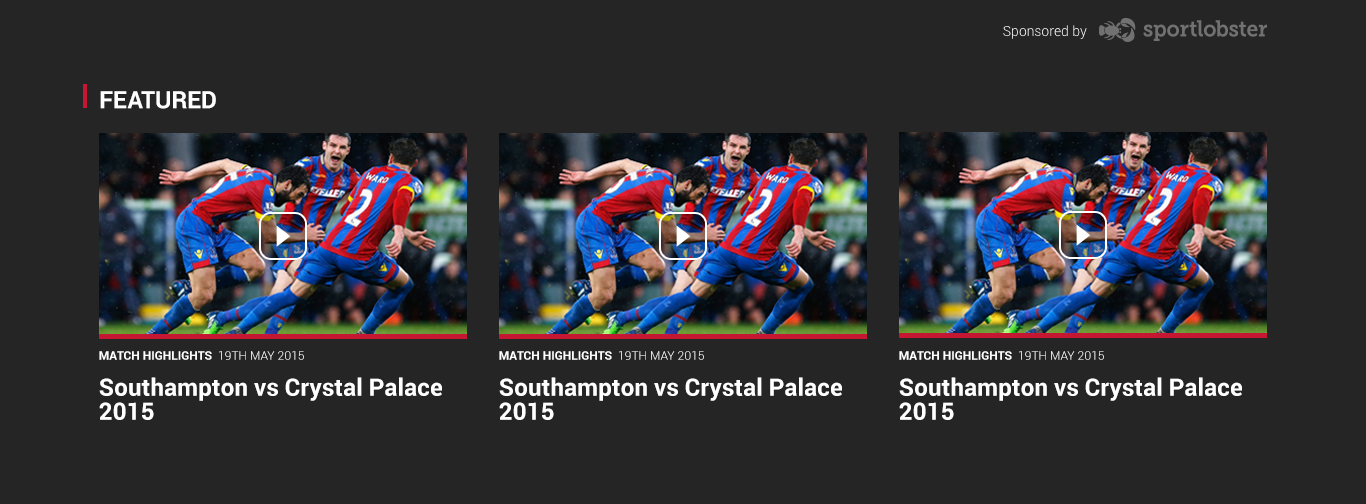 Sponsored by sportlobster
FEATURED
WARD
2
WARD
2
WARD
2
MATCH HIGHLIGHTS 19TH MAY 2015
Southampton vs Crystal Palace
2015
MATCH HIGHLIGHTS 19TH MAY 2015
Southampton vs Crystal Palace
2015
MATCH HIGHLIGHTS 19TH MAY 2015
Southampton vs Crystal Palace
2015